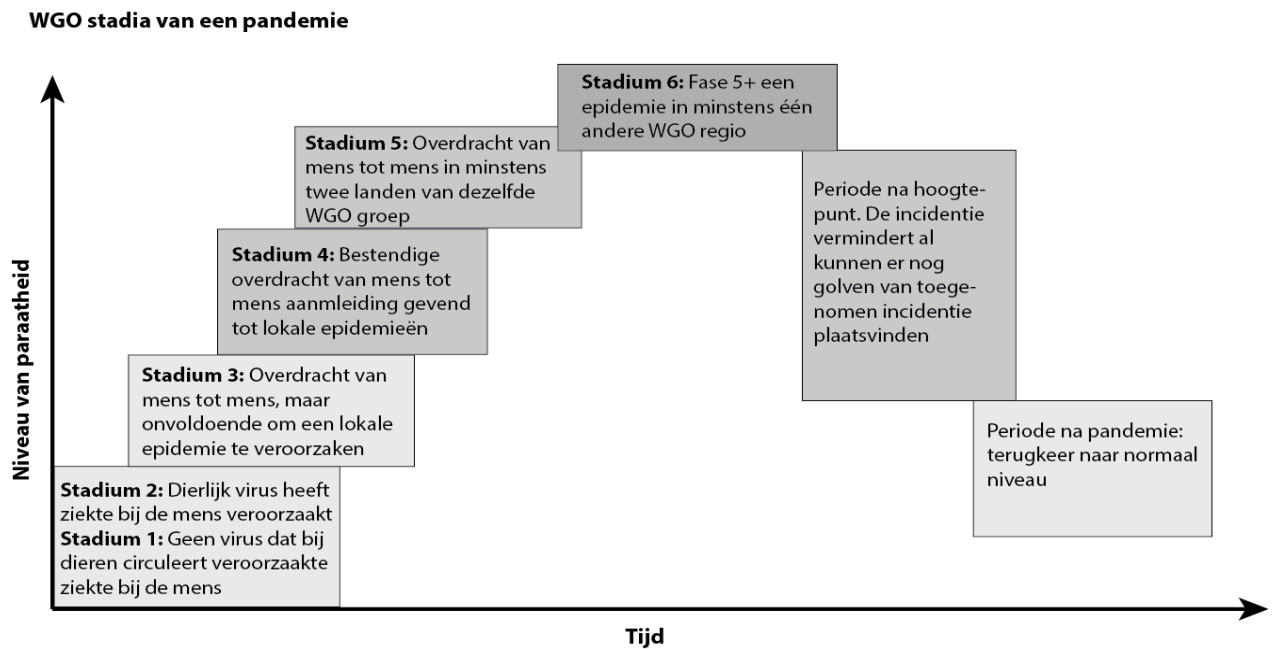 WGO stadia van een pandemie
Stadium 6: Fase 5+ een
epidemie in minstens één
andere WGO regio
Stadium 5: Overdracht van
mens tot mens in minstens
twee landen van dezelfde
WGO groep
Stadium 4: Bestendige
overdracht van mens tot
mens aanmleiding gevend
tot lokale epidemieën
Stadium 3: Overdracht van
mens tot mens, maar
onvoldoende om een lokale
epidemie te veroorzaken
Stadium 2: Dierlijk virus heeft
ziekte bij de mens veroorzaakt
Stadium 1: Geen virus dat bij
dieren circuleert veroorzaakte
ziekte bij de mens
Periode na hoogte-
punt. De incidentie
vermindert al
kunnen er nog
golven van toege-
nomen incidentie
plaatsvinden
Periode na pandemie:
terugkeer naar normaal
niveau
Niveau van paraatheid
Tijd